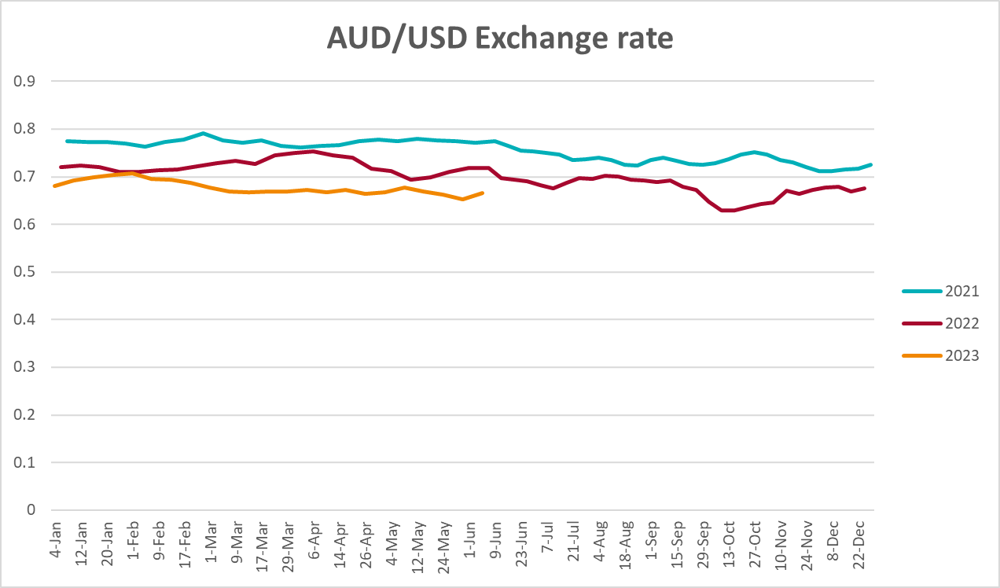 AUD/USD Exchange rate
0.9
0.8
0.7
0.6
0.5
0.4
0.3
0.2
0.1
0
4-Jan
12-Jan
20-Jan
1-Feb
9-Feb
17-Feb
1-Mar
9-Mar
17-Mar
29-Mar
6-Apr
14-Apr
26-Apr
4-May
12-May
24-May
1-Jun
9-Jun
23-Jun
7-Jul
21-Jul
4-Aug
18-Aug
1-Sep
15-Sep
29-Sep
13-Oct
27-Oct
10-Nov
24-Nov
8-Dec
22-Dec
2021
2022
2023